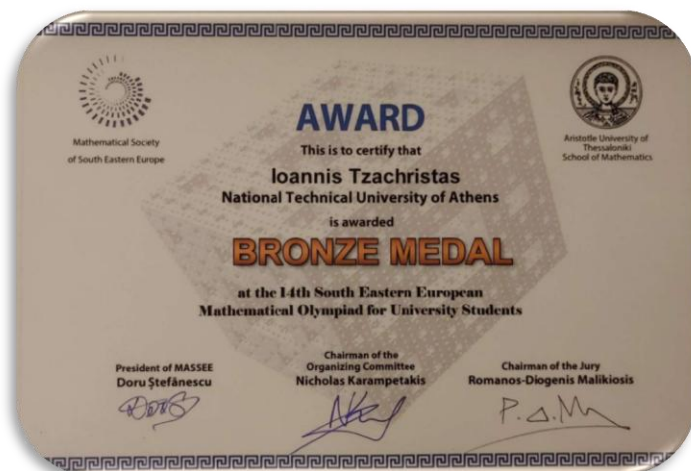 Mathematical Society
of South Eastern Europe
Aristotle University of
Thessaloniki
School of Mathematics
AWARD
This is to certify that
Ioannis Tzachristas
National Technical University of Athens
is awarded
BRONZE MEDAL
at the 14th South Eastern European
Mathematical Olympiad for University Students
President of MASSEE
Doru Ştefănescu
Chairman of the
Organizing Committee
Nicholas Karampetakis
Chairman of the Jury
Romanos-Diogenis Malikiosis